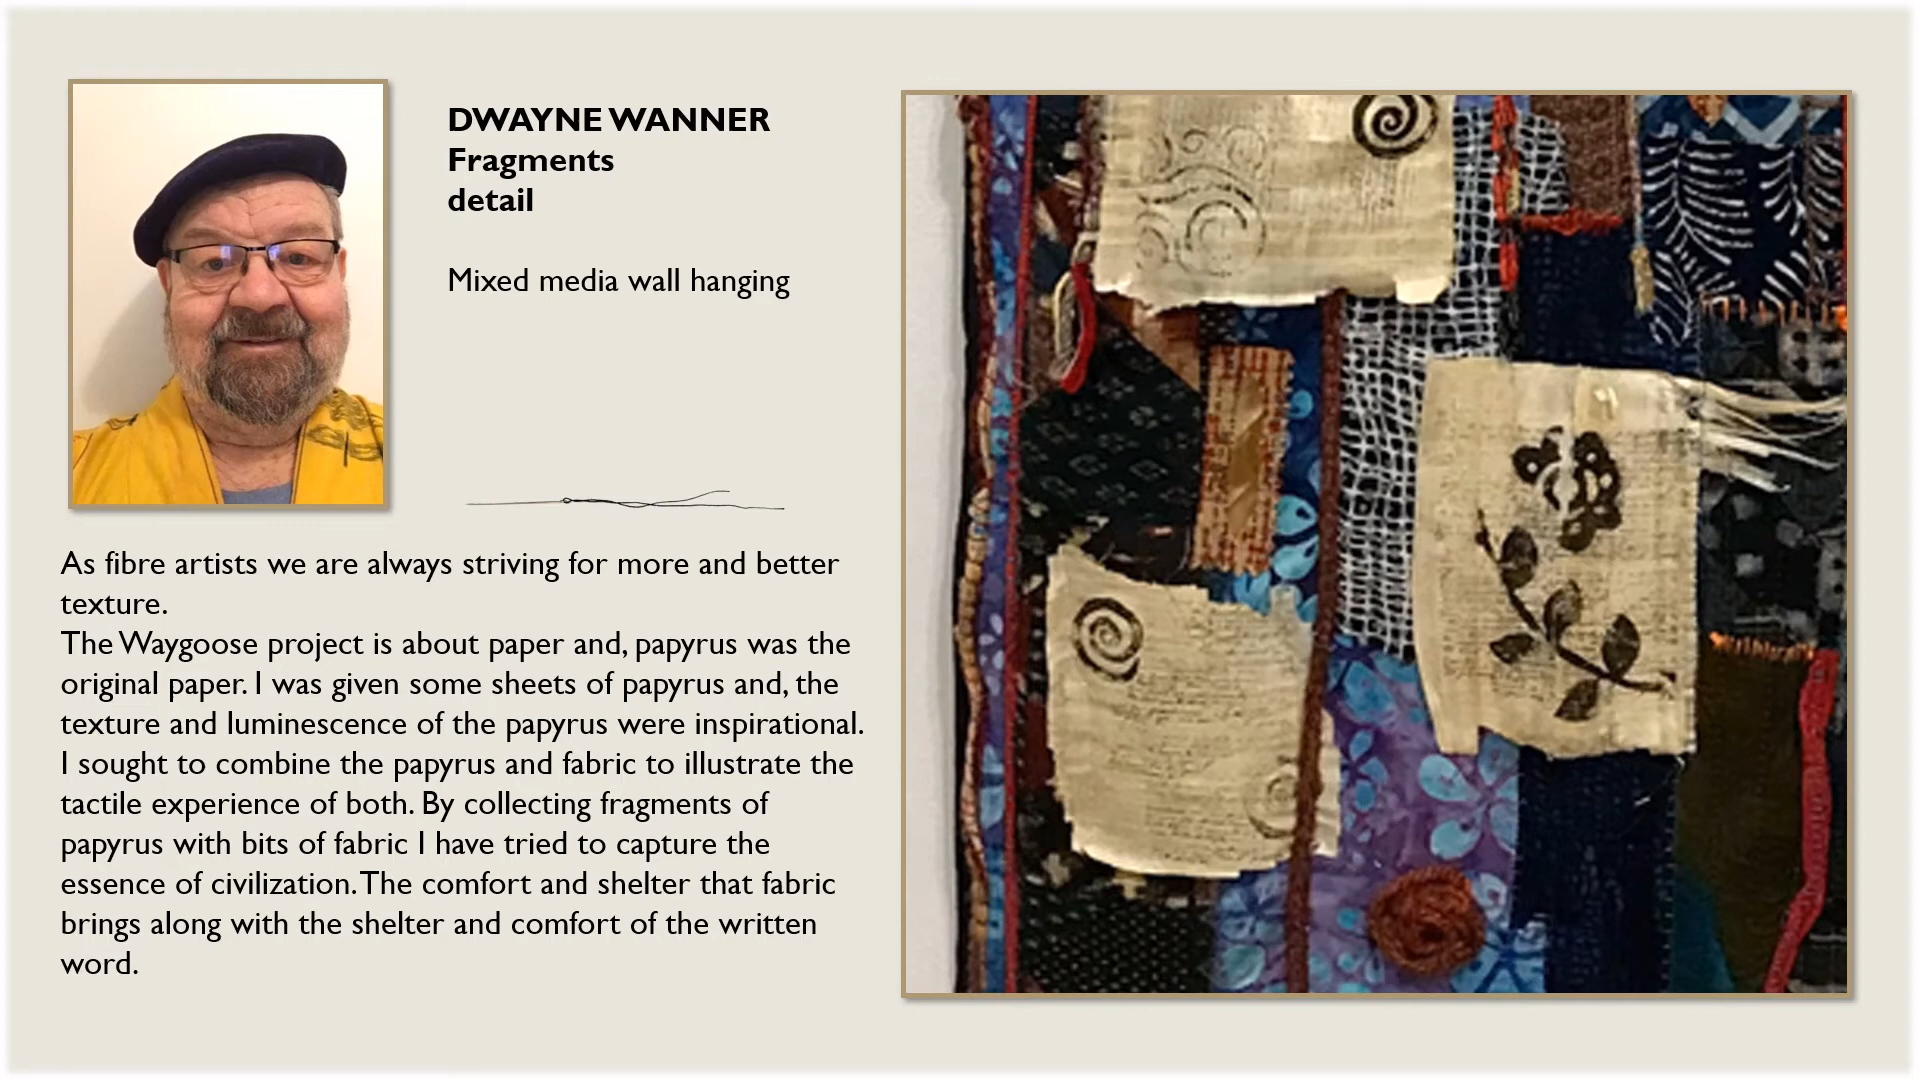 DWAYNE WANNER
Fragments
detail
Mixed media wall hanging
As fibre artists we are always striving for more and better
texture.
The Waygoose project is about paper and, papyrus was the
original paper. I was given some sheets of papyrus and, the
texture and luminescence of the papyrus were inspirational.
I sought to combine the papyrus and fabric to illustrate the
tactile experience of both. By collecting fragments of
papyrus with bits of fabric I have tried to capture the
essence of civilization. The comfort and shelter that fabric
brings along with the shelter and comfort of the written
word.